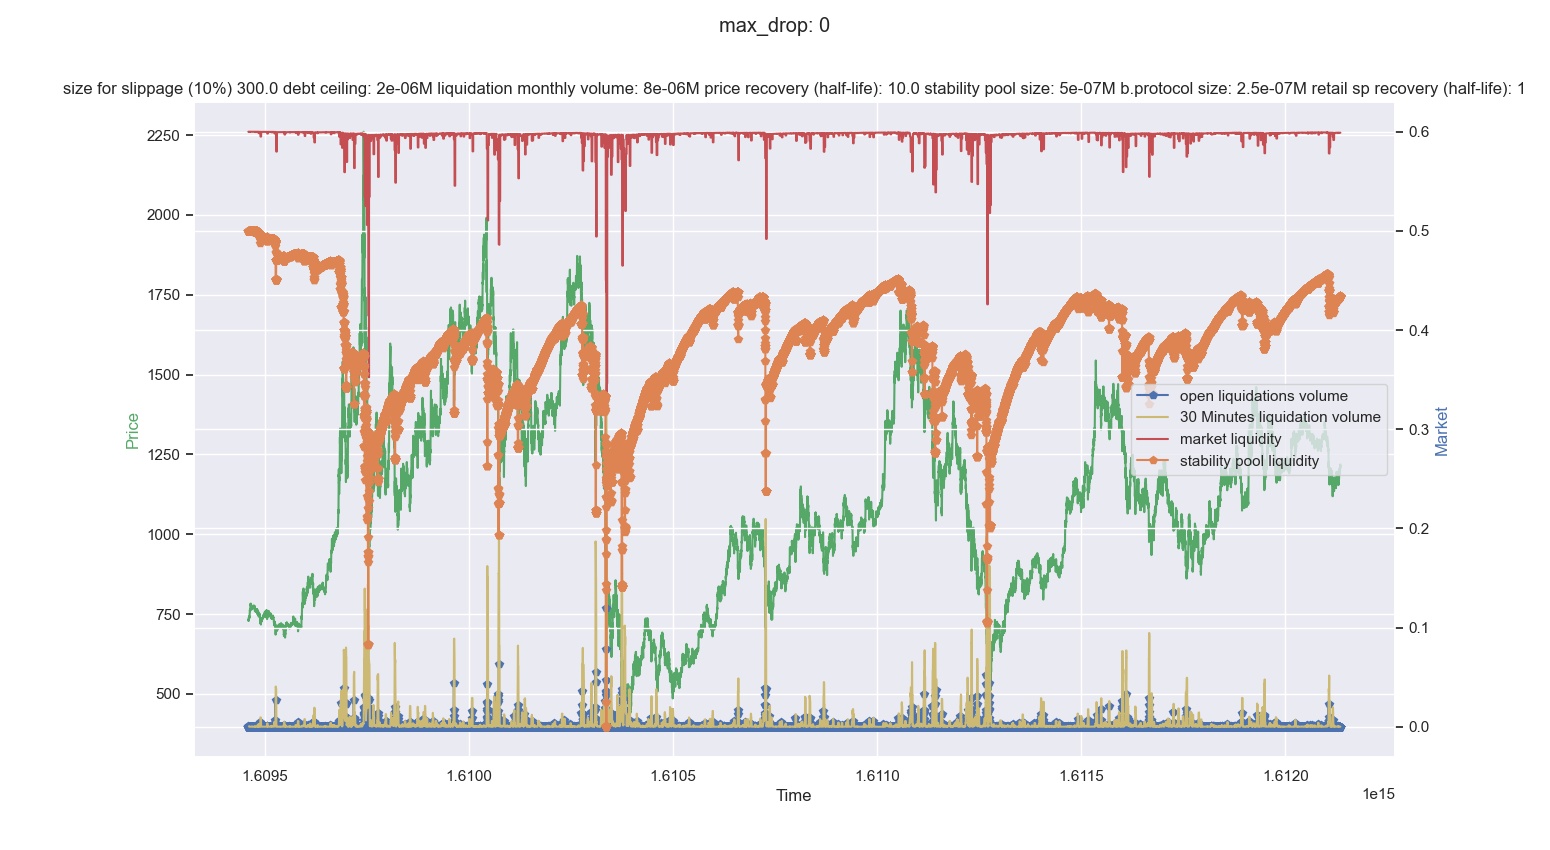 max_drop: 0
size for slippage (10%) 300.0 debt ceiling: 2e-06M liquidation monthly volume: 8e-06M price recovery (half-life): 10.0 stability pool size: 5e-07M b.protocol size: 2.5e-07M retail sp recovery (half-life): 1
2250
2000
1750
1500
1250
1000
750
500
Price
0.6
0.5
0.4
0.3
0.2
0.1
0.0
Market
open liquidations volume
30 Minutes liquidation volume
market liquidity
stability pool liquidity
1.6095
1.6100
1.6105
1.6110
1.6115
1.6120
Time
1e15